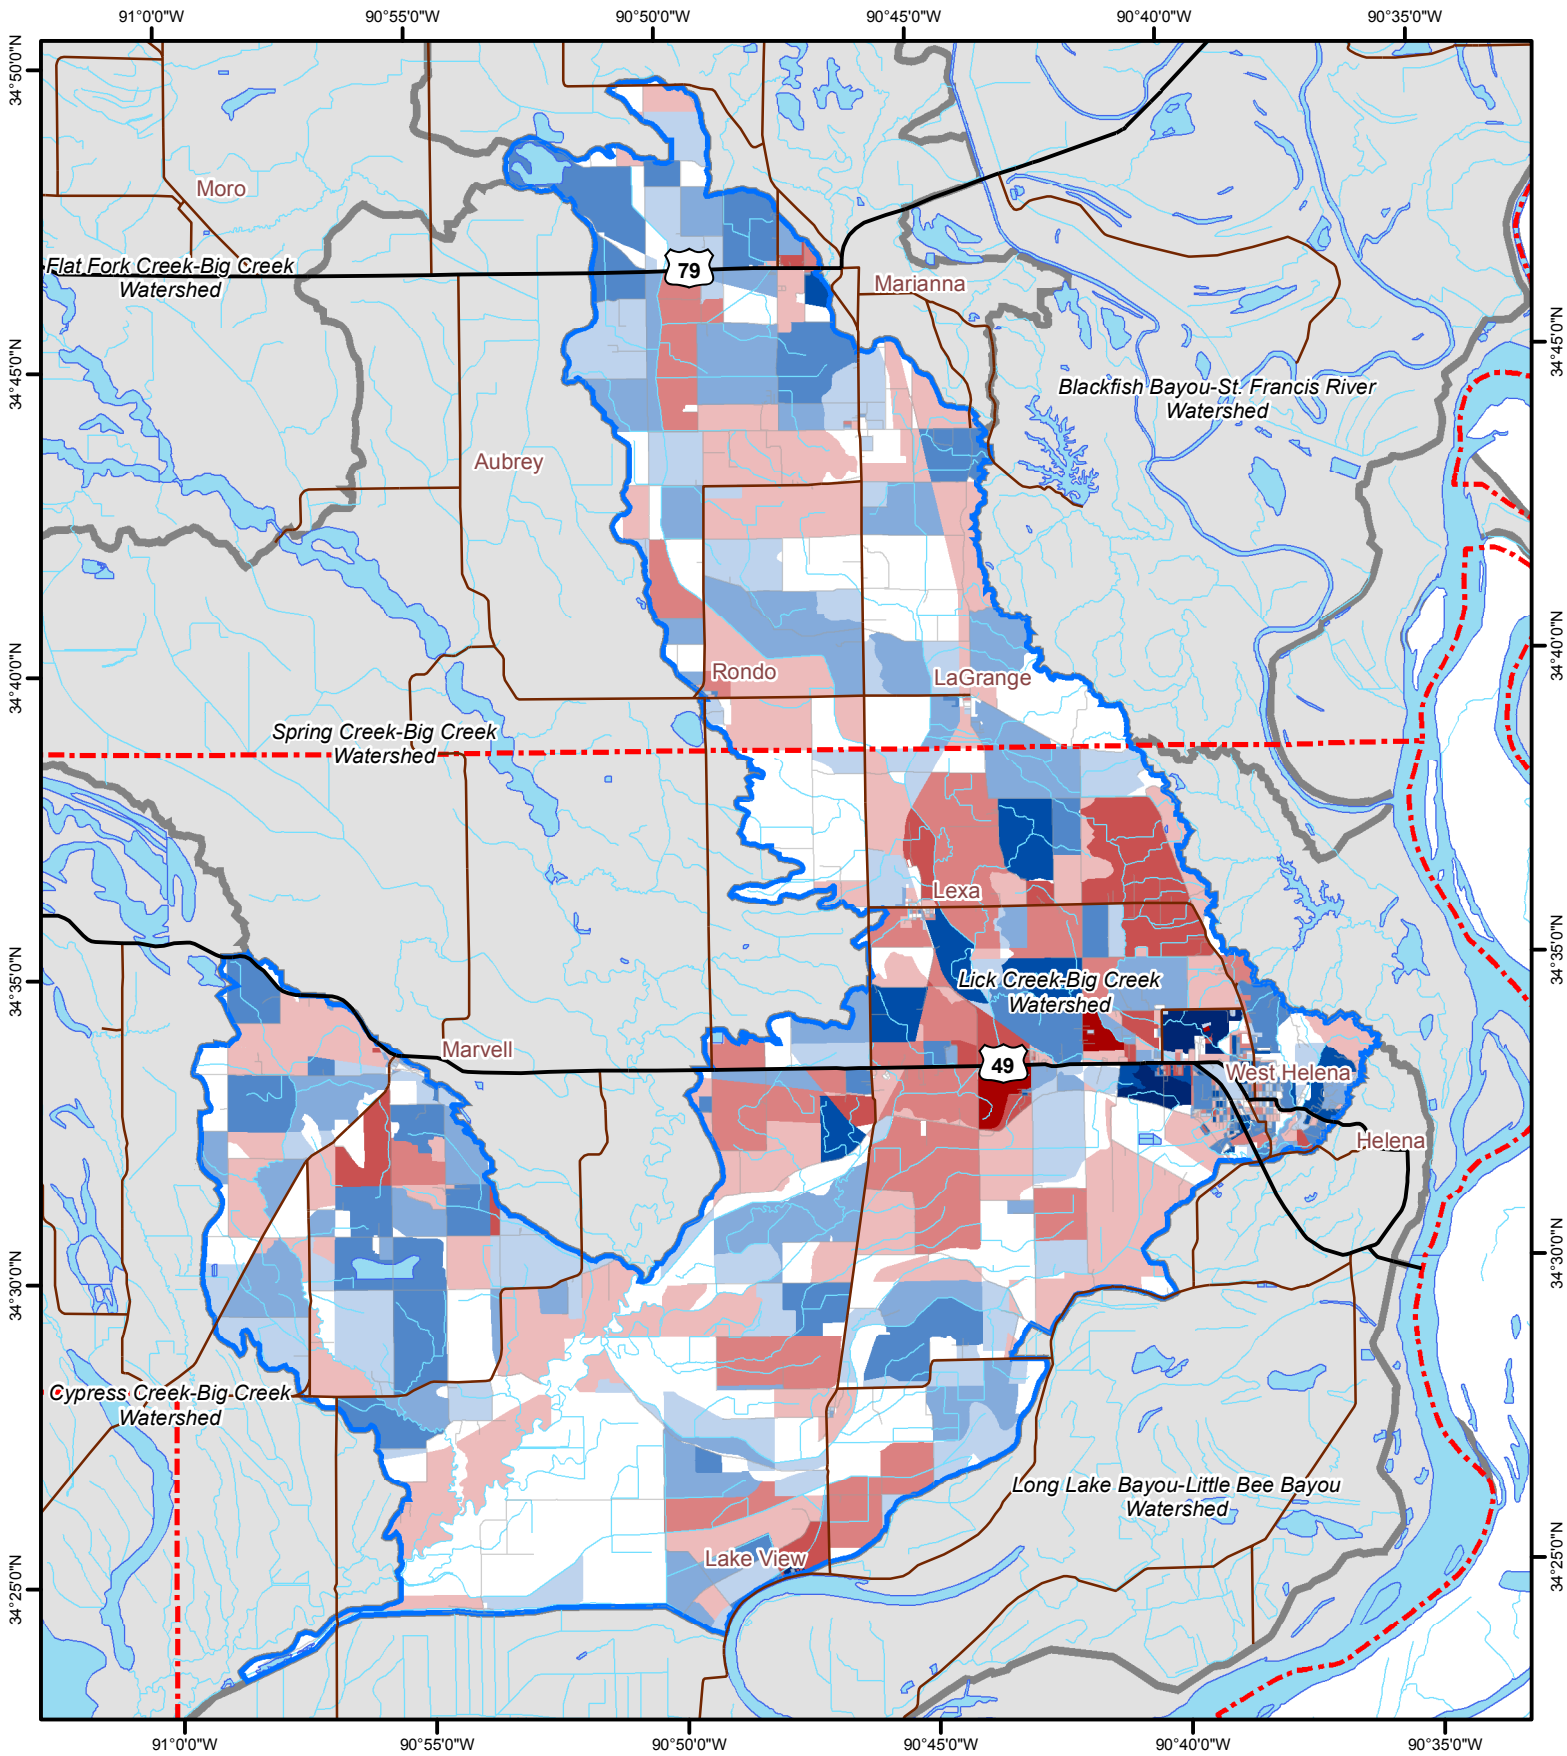 91°0'0"W
90°55'0"W
90°50'0"W
90°45'0"W
90°40'0"W
90°35'0"W
34°50'0"N
Moro
Flat Fork Creek-Big Creek
Watershed
79
Marianna
34°45'0"N
34°45'0"N
Blackfish Bayou-St. Francis River
Watershed
Aubrey
34°40'0"N
34°40'0"N
Rondo
LaGrange
Spring Creek-Big Creek
Watershed
Lexa
34°35'0"N
34°35'0"N
Lick Creek-Big Creek
Watershed
Marvell
49
West Helena
Helena
34°30'0"N
34°30'0"N
Cypress Creek-Big Creek
Watershed
Long Lake Bayou-Little Bee Bayou
Watershed
Lake View
34°25'0"N
34°25'0"N
91°0'0"W
90°55'0"W
90°50'0"W
90°45'0"W
90°40'0"W
90°35'0"W